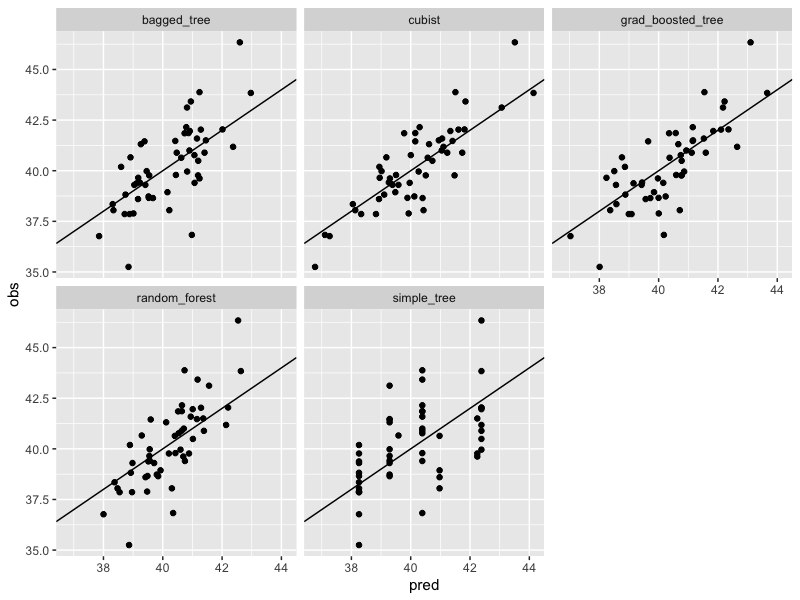 bagged_tree cubist grad_boosted_tree
45.0
42.5
40.0
37.5
35.0
38 40 42 44
random_forest simple_tree
45.0
42.5
40.0
37.5
35.0
38 40 42 44 38 40 42 44
pred
obs